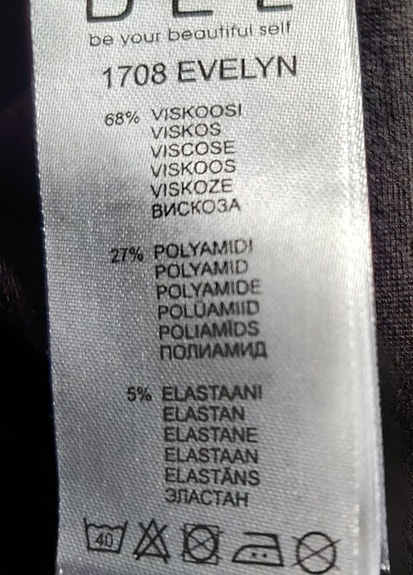 be your beautiful self
1708 EVELYN
68% VISKOOSI
VISKOS
VISCOSE
VISKOOS
VISKOZE
ВИСКОЗА
27% POLYAMIDI
POLYAMID
POLYAMIDE
POLÜAMIID
POLIAMĪDS
ПОЛИАМИД
5% ELASTAANI
ELASTAN
ELASTANE
ELASTAAN
ELASTĀNS
ЭЛАСТАН
40